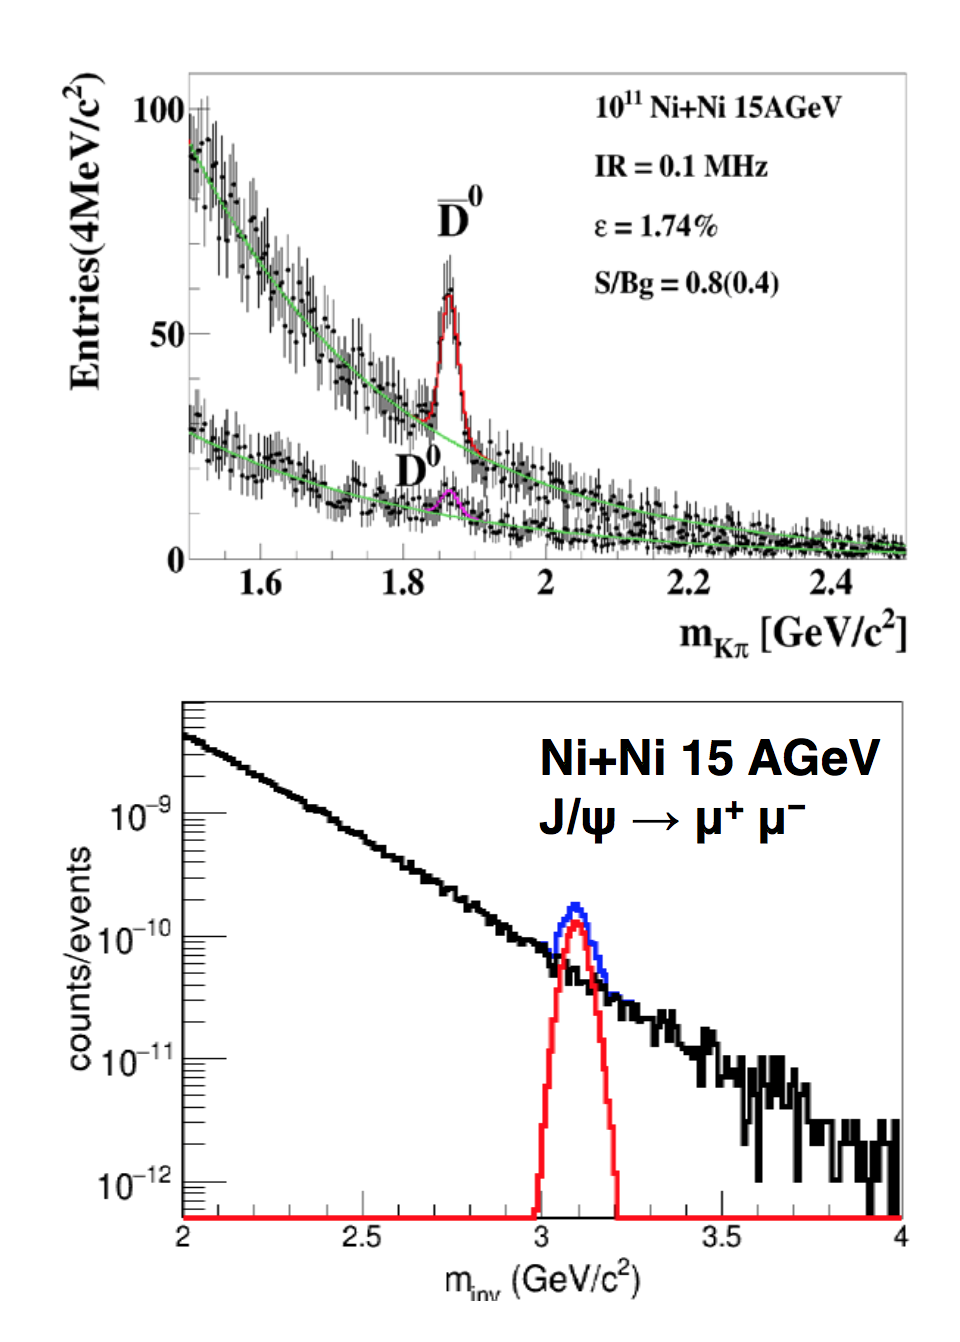 Entries(4MeV/c²)
100
50
0
10¹¹ Ni+Ni 15AGeV
IR = 0.1 MHz
ε = 1.74%
S/Bg = 0.8(0.4)
D̅⁰
D⁰
1.6 1.8 2 2.2 2.4
m_Kπ [GeV/c²]
counts/events
10⁻⁹
10⁻¹⁰
10⁻¹¹
10⁻¹²
Ni+Ni 15 AGeV
J/ψ → μ⁺ μ⁻
2 2.5 3 3.5 4
m_inv (GeV/c²)